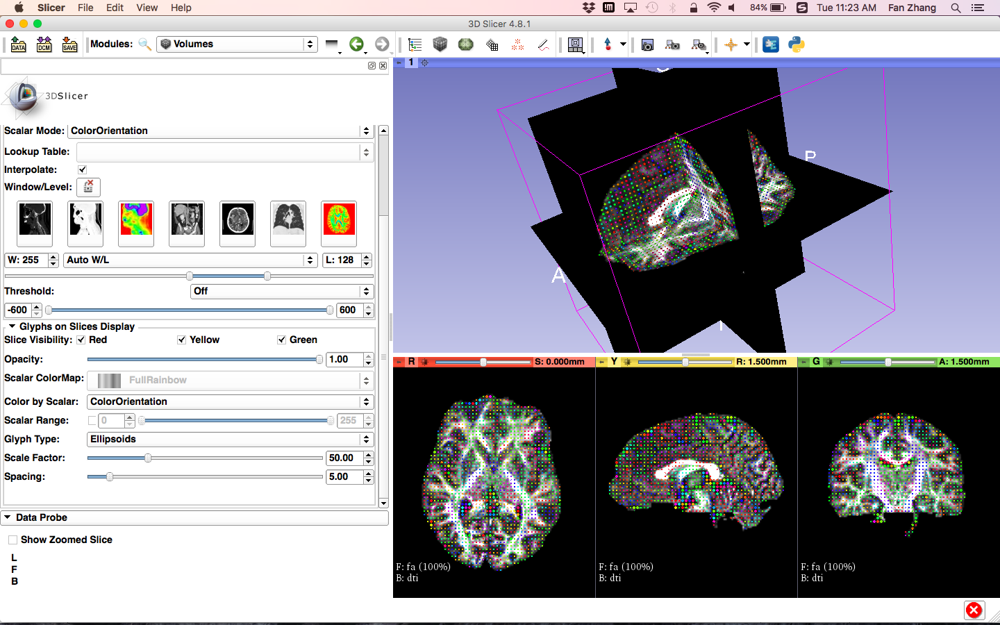 Slicer File Edit View Help 84% Tue 11:23 AM Fan Zhang
3D Slicer 4.8.1
DATA DCM SAVE Modules: Volumes
1
3DSlicer
Scalar Mode: ColorOrientation
Lookup Table:
Interpolate:
Window/Level:
W: 255 Auto W/L L: 128
Threshold: Off
-600 600
Glyphs on Slices Display
Slice Visibility: Red Yellow Green
Opacity: 1.00
Scalar ColorMap: FullRainbow
Color by Scalar: ColorOrientation
Scalar Range: 0 255
Glyph Type: Ellipsoids
Scale Factor: 50.00
Spacing: 5.00
Data Probe
Show Zoomed Slice
L
F
B
P
A
I
R S: 0.000mm
F: fa (100%)
B: dti
Y R: 1.500mm
F: fa (100%)
B: dti
G A: 1.500mm
F: fa (100%)
B: dti